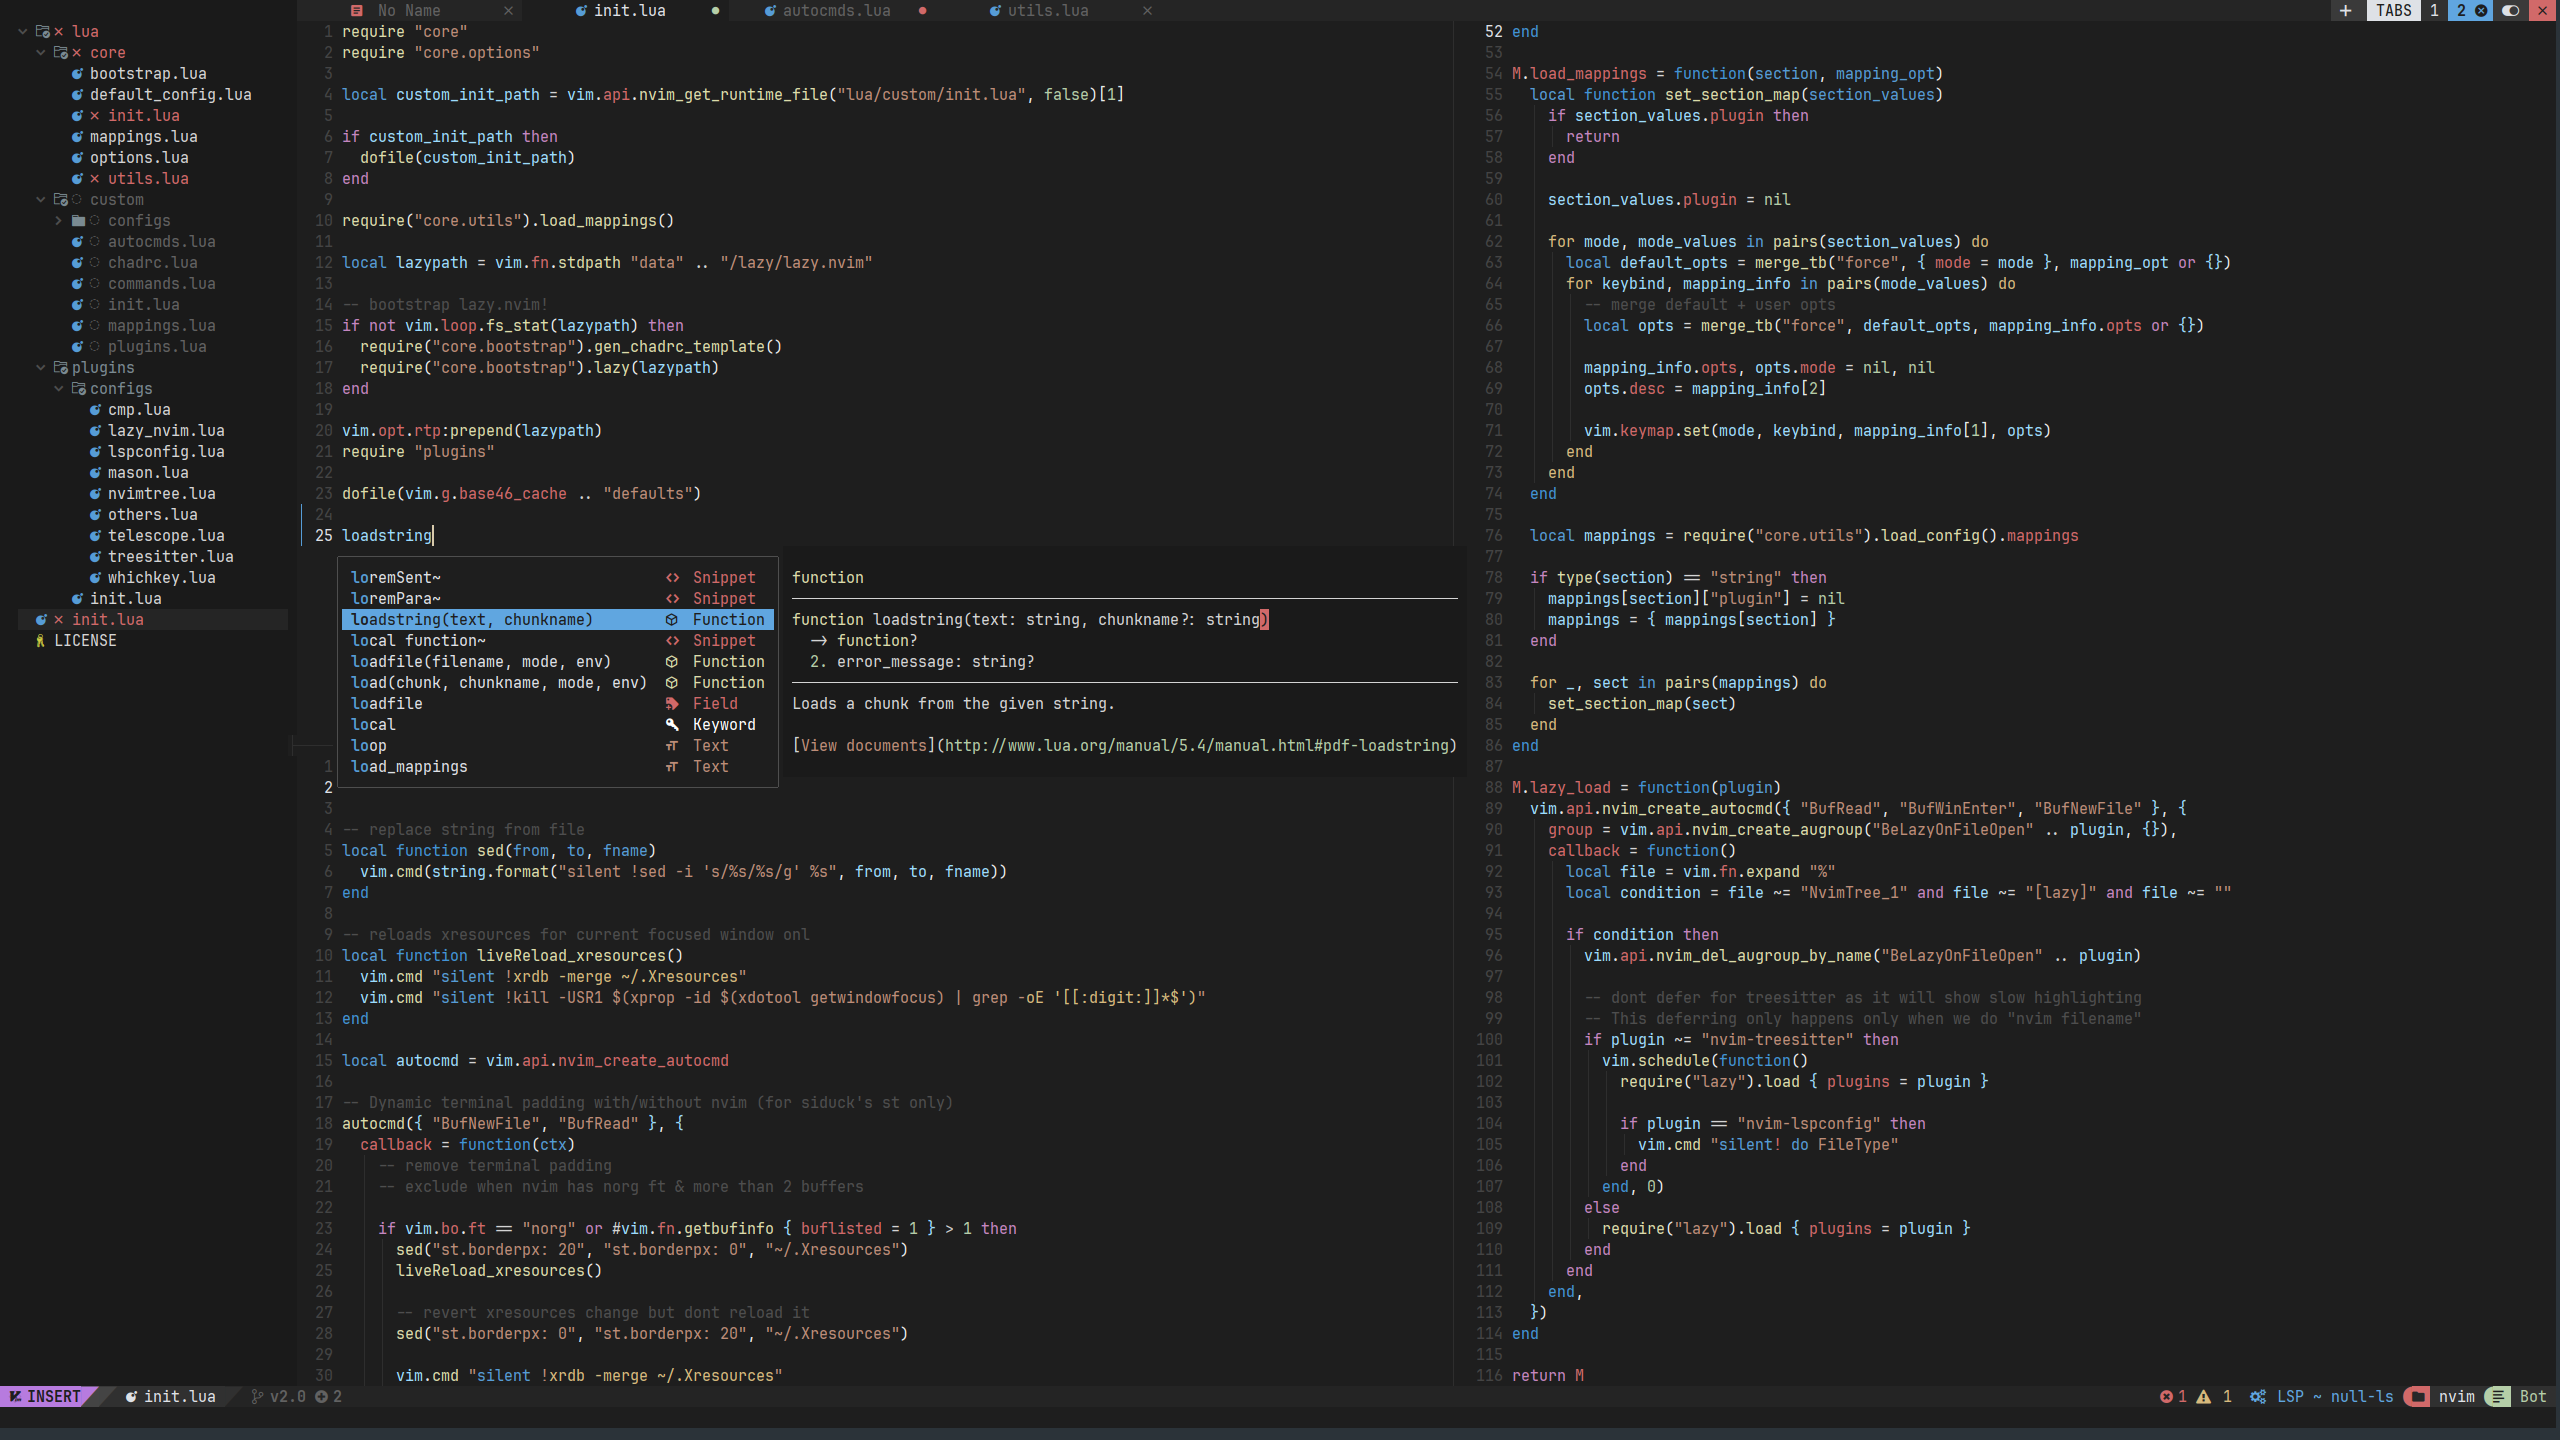 No Name
init.lua
autocmds.lua
utils.lua
+ TABS 1 2
lua
core
bootstrap.lua
default_config.lua
init.lua
mappings.lua
options.lua
utils.lua
custom
configs
autocmds.lua
chadrc.lua
commands.lua
init.lua
mappings.lua
plugins.lua
plugins
configs
cmp.lua
lazy_nvim.lua
lspconfig.lua
mason.lua
nvimtree.lua
others.lua
telescope.lua
treesitter.lua
whichkey.lua
init.lua
init.lua
LICENSE
1 require "core"
2 require "core.options"
3
4 local custom_init_path = vim.api.nvim_get_runtime_file("lua/custom/init.lua", false)[1]
5
6 if custom_init_path then
7   dofile(custom_init_path)
8 end
9
10 require("core.utils").load_mappings()
11
12 local lazypath = vim.fn.stdpath "data" .. "/lazy/lazy.nvim"
13
14 -- bootstrap lazy.nvim!
15 if not vim.loop.fs_stat(lazypath) then
16   require("core.bootstrap").gen_chadrc_template()
17   require("core.bootstrap").lazy(lazypath)
18 end
19
20 vim.opt.rtp:prepend(lazypath)
21 require "plugins"
22
23 dofile(vim.g.base46_cache .. "defaults")
24
25 loadstring
loremSent~ Snippet
loremPara~ Snippet
loadstring(text, chunkname) Function
local function~ Snippet
loadfile(filename, mode, env) Function
load(chunk, chunkname, mode, env) Function
loadfile Field
local Keyword
loop Text
load_mappings Text
function
function loadstring(text: string, chunkname?: string)
  -> function?
  2. error_message: string?
Loads a chunk from the given string.
[View documents](http://www.lua.org/manual/5.4/manual.html#pdf-loadstring)
1
2
3
4 -- replace string from file
5 local function sed(from, to, fname)
6   vim.cmd(string.format("silent !sed -i 's/%s/%s/g' %s", from, to, fname))
7 end
8
9 -- reloads xresources for current focused window onl
10 local function liveReload_xresources()
11   vim.cmd "silent !xrdb -merge ~/.Xresources"
12   vim.cmd "silent !kill -USR1 $(xprop -id $(xdotool getwindowfocus) | grep -oE '[[:digit:]]*$')"
13 end
14
15 local autocmd = vim.api.nvim_create_autocmd
16
17 -- Dynamic terminal padding with/without nvim (for siduck's st only)
18 autocmd({ "BufNewFile", "BufRead" }, {
19   callback = function(ctx)
20     -- remove terminal padding
21     -- exclude when nvim has norg ft & more than 2 buffers
22
23     if vim.bo.ft == "norg" or #vim.fn.getbufinfo { buflisted = 1 } > 1 then
24       sed("st.borderpx: 20", "st.borderpx: 0", "~/.Xresources")
25       liveReload_xresources()
26
27       -- revert xresources change but dont reload it
28       sed("st.borderpx: 0", "st.borderpx: 20", "~/.Xresources")
29
30       vim.cmd "silent !xrdb -merge ~/.Xresources"
52 end
53
54 M.load_mappings = function(section, mapping_opt)
55   local function set_section_map(section_values)
56     if section_values.plugin then
57       return
58     end
59
60     section_values.plugin = nil
61
62     for mode, mode_values in pairs(section_values) do
63       local default_opts = merge_tb("force", { mode = mode }, mapping_opt or {})
64       for keybind, mapping_info in pairs(mode_values) do
65         -- merge default + user opts
66         local opts = merge_tb("force", default_opts, mapping_info.opts or {})
67
68         mapping_info.opts, opts.mode = nil, nil
69         opts.desc = mapping_info[2]
70
71         vim.keymap.set(mode, keybind, mapping_info[1], opts)
72       end
73     end
74   end
75
76   local mappings = require("core.utils").load_config().mappings
77
78   if type(section) == "string" then
79     mappings[section]["plugin"] = nil
80     mappings = { mappings[section] }
81   end
82
83   for _, sect in pairs(mappings) do
84     set_section_map(sect)
85   end
86 end
87
88 M.lazy_load = function(plugin)
89   vim.api.nvim_create_autocmd({ "BufRead", "BufWinEnter", "BufNewFile" }, {
90     group = vim.api.nvim_create_augroup("BeLazyOnFileOpen" .. plugin, {}),
91     callback = function()
92       local file = vim.fn.expand "%"
93       local condition = file ~= "NvimTree_1" and file ~= "[lazy]" and file ~= ""
94
95       if condition then
96         vim.api.nvim_del_augroup_by_name("BeLazyOnFileOpen" .. plugin)
97
98         -- dont defer for treesitter as it will show slow highlighting
99         -- This deferring only happens only when we do "nvim filename"
100         if plugin ~= "nvim-treesitter" then
101           vim.schedule(function()
102             require("lazy").load { plugins = plugin }
103
104             if plugin == "nvim-lspconfig" then
105               vim.cmd "silent! do FileType"
106             end
107           end, 0)
108         else
109           require("lazy").load { plugins = plugin }
110         end
111       end
112     end,
113   })
114 end
115
116 return M
INSERT init.lua v2.0 2
1 1 LSP ~ null-ls nvim Bot